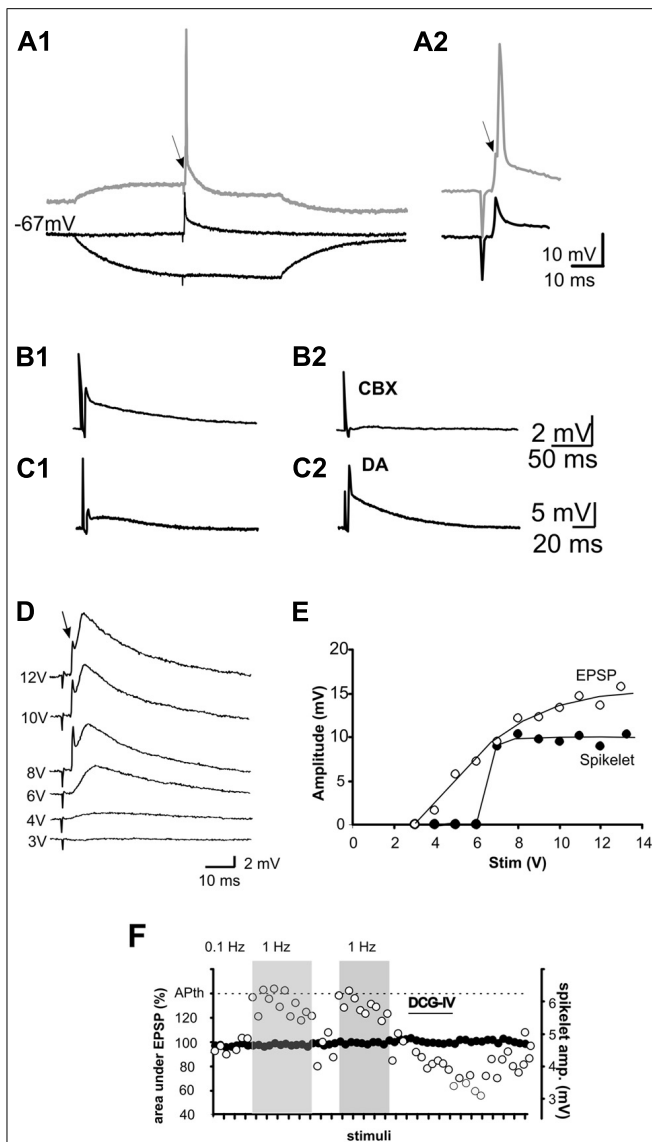 A1
A2
-67mV
10 mV
10 ms
B1
B2
CBX
2 mV
50 ms
C1
C2
DA
5 mV
20 ms
D
12V
10V
8V
6V
4V
3V
2 mV
10 ms
E
20
15
10
5
0
Amplitude (mV)
EPSP
Spikelet
0 2 4 6 8 10 12 14
Stim (V)
F
0.1 Hz 1 Hz 1 Hz
APth
120
100
80
60
40
area under EPSP (%)
DCG-IV
6
5
4
3
spikelet amp. (mV)
stimuli